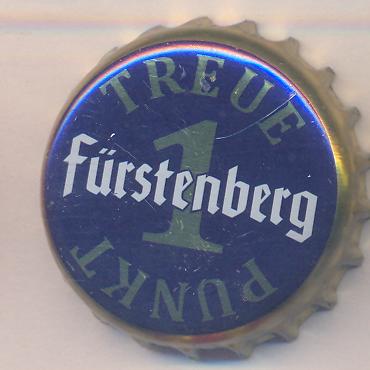 TREUE
1
Fürstenberg
PUNKT